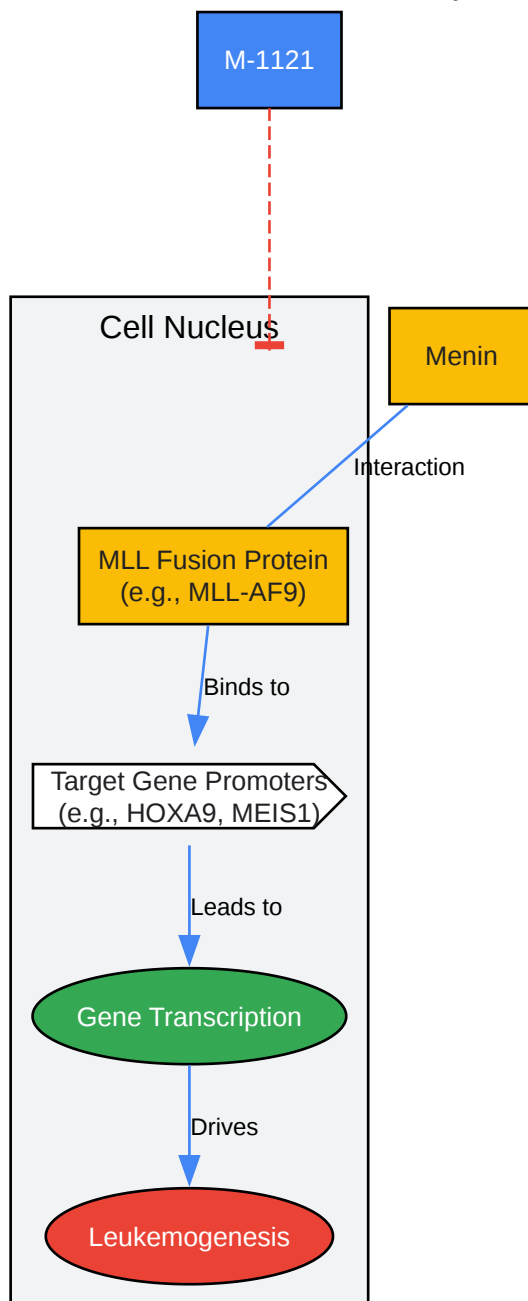 M-1121
Cell Nucleus
Menin
Interaction
MLL Fusion Protein
(e.g., MLL-AF9)
Binds to
Target Gene Promoters
(e.g., HOXA9, MEIS1)
Leads to
Gene Transcription
Drives
Leukemogenesis